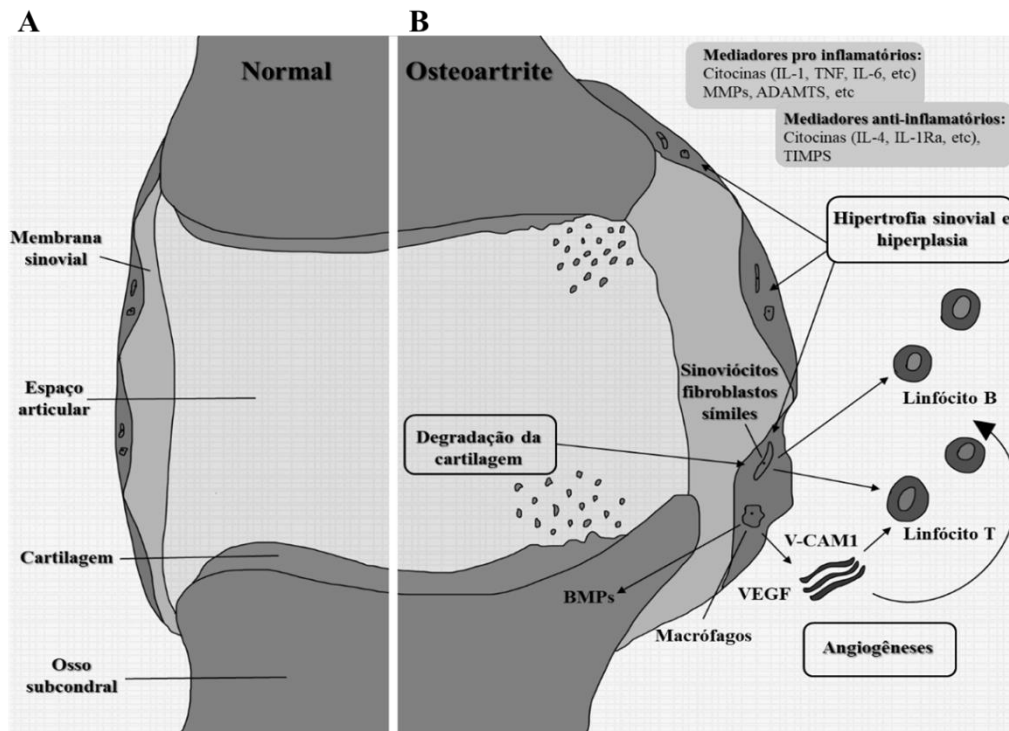 A
B
Normal
Osteoartrite
Mediadores pro inflamatórios:
Citocinas (IL-1, TNF, IL-6, etc)
MMPs, ADAMTS, etc
Mediadores anti-inflamatórios:
Citocinas (IL-4, IL-1Ra, etc),
TIMPS
Hipertrofia sinovial e
hiperplasia
Membrana
sinovial
Espaço
articular
Cartilagem
Osso
subcondral
Sinoviócitos
fibroblastos
símiles
Degradação da
cartilagem
Linfócito B
Linfócito T
V-CAM1
VEGF
BMPs
Macrófagos
Angiogêneses